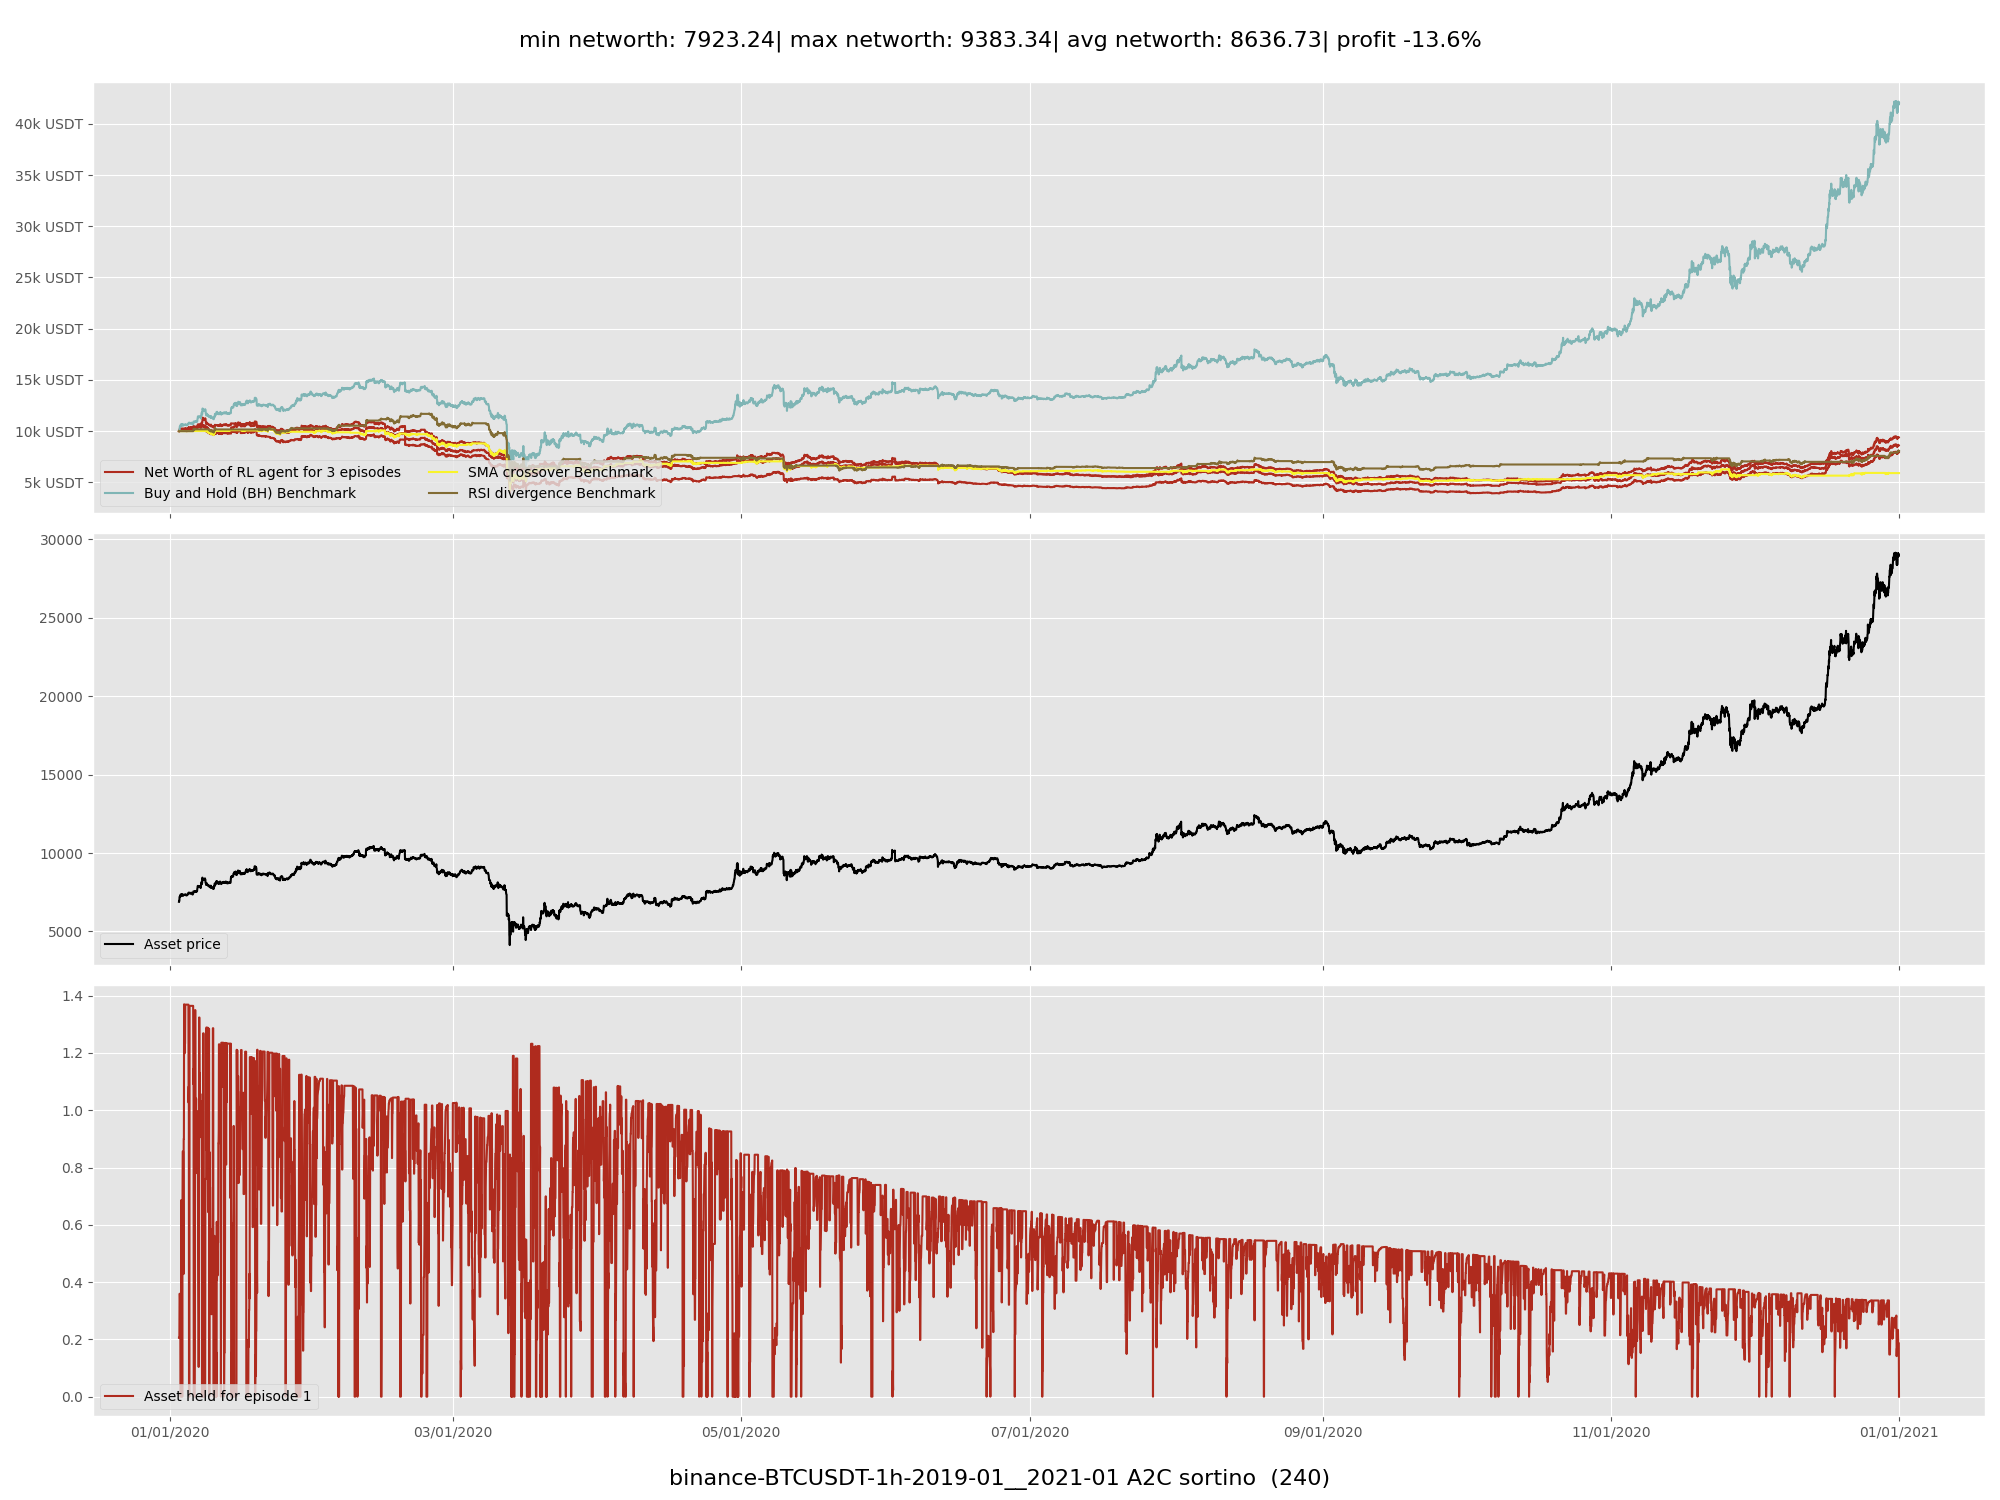 min networth: 7923.24| max networth: 9383.34| avg networth: 8636.73| profit -13.6%
40k USDT
35k USDT
30k USDT
25k USDT
20k USDT
15k USDT
10k USDT
5k USDT
Net Worth of RL agent for 3 episodes
Buy and Hold (BH) Benchmark
SMA crossover Benchmark
RSI divergence Benchmark
30000
25000
20000
15000
10000
5000
Asset price
1.4
1.2
1.0
0.8
0.6
0.4
0.2
0.0
Asset held for episode 1
01/01/2020 03/01/2020 05/01/2020 07/01/2020 09/01/2020 11/01/2020 01/01/2021
binance-BTCUSDT-1h-2019-01__2021-01 A2C sortino  (240)